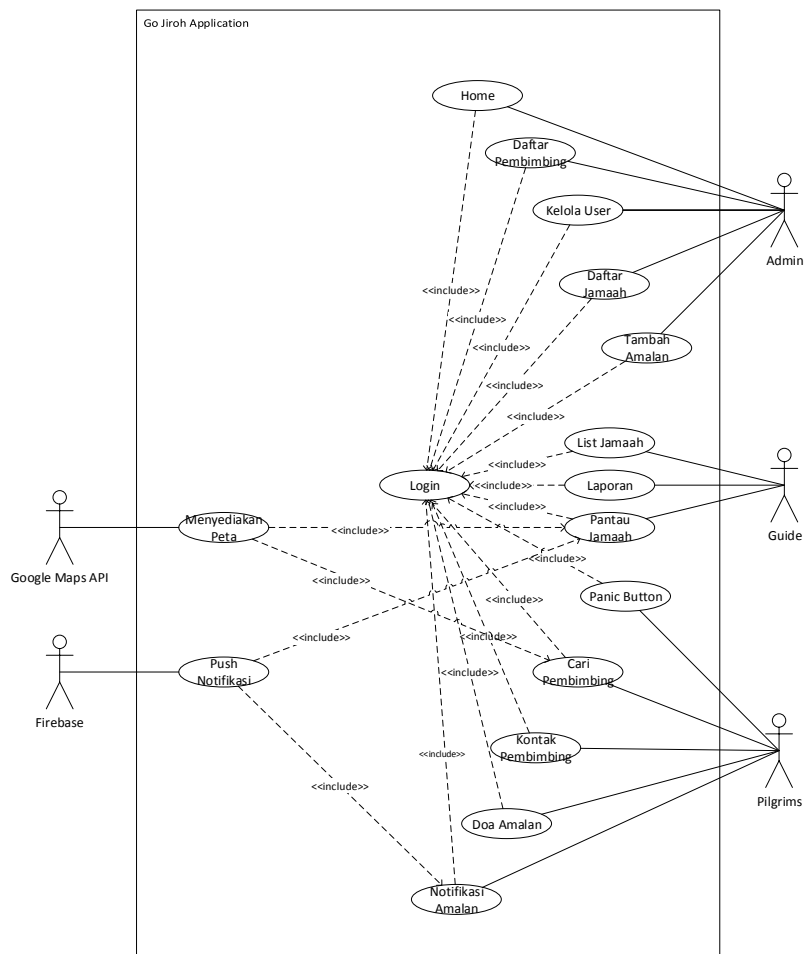 Go Jiroh Application
Home
Daftar
Pembimbing
Kelola User
Admin
Daftar
Jamaah
<<include>>
<<include>>
Tambah
Amalan
<<include>>
<<include>>
<<include>>
List Jamaah
<<include>>
Login
<<include>>
Laporan
Guide
<<include>>
Pantau
Jamaah
Menyediakan
Peta
<<include>>
Google Maps API
<<include>>
Panic Button
<<include>>
<<include>>
<<include>>
<<include>>
Push
Notifikasi
<<include>>
Cari
Pembimbing
Firebase
Kontak
Pembimbing
<<include>>
<<include>>
Pilgrims
Doa Amalan
Notifikasi
Amalan